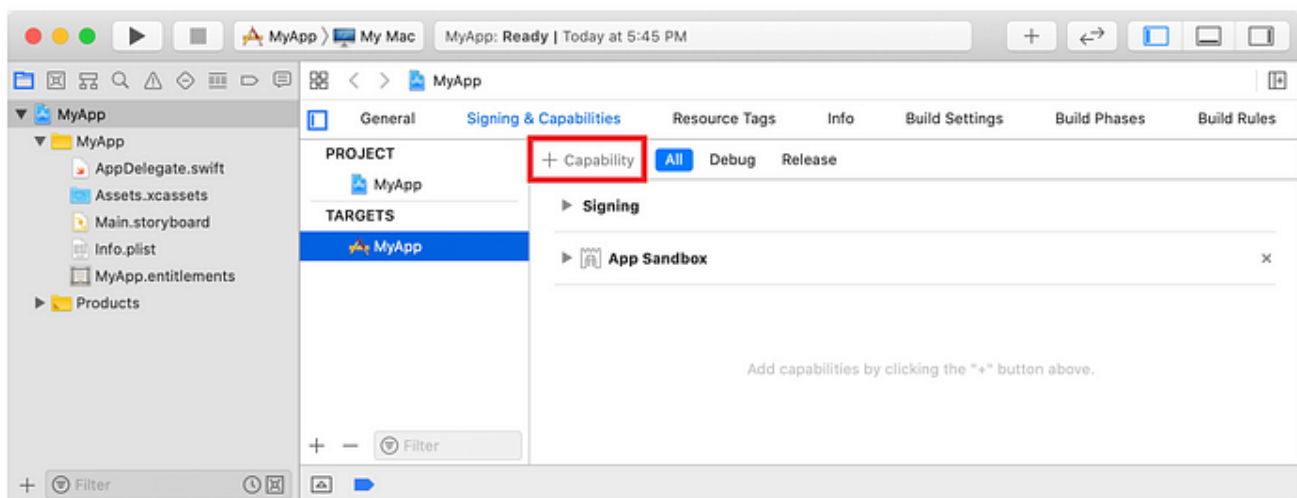 MyApp 〉 My Mac
MyApp: Ready | Today at 5:45 PM
MyApp
General Signing & Capabilities Resource Tags Info Build Settings Build Phases Build Rules
MyApp
MyApp
AppDelegate.swift
Assets.xcassets
Main.storyboard
Info.plist
MyApp.entitlements
Products
PROJECT
MyApp
TARGETS
MyApp
+ Capability All Debug Release
Signing
App Sandbox
Add capabilities by clicking the "+" button above.
Filter
Filter